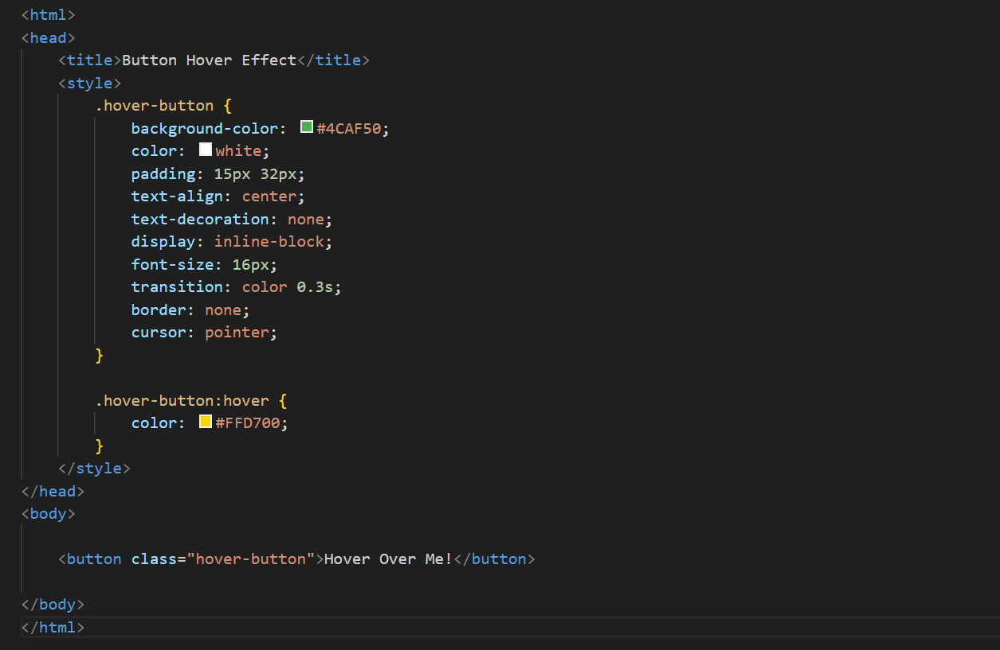 <html>
<head>
<title>Button Hover Effect</title>
<style>
.hover-button {
background-color: #4CAF50;
color: white;
padding: 15px 32px;
text-align: center;
text-decoration: none;
display: inline-block;
font-size: 16px;
transition: color 0.3s;
border: none;
cursor: pointer;
}
.hover-button:hover {
color: #FFD700;
}
</style>
</head>
<body>
<button class="hover-button">Hover Over Me!</button>
</body>
</html>